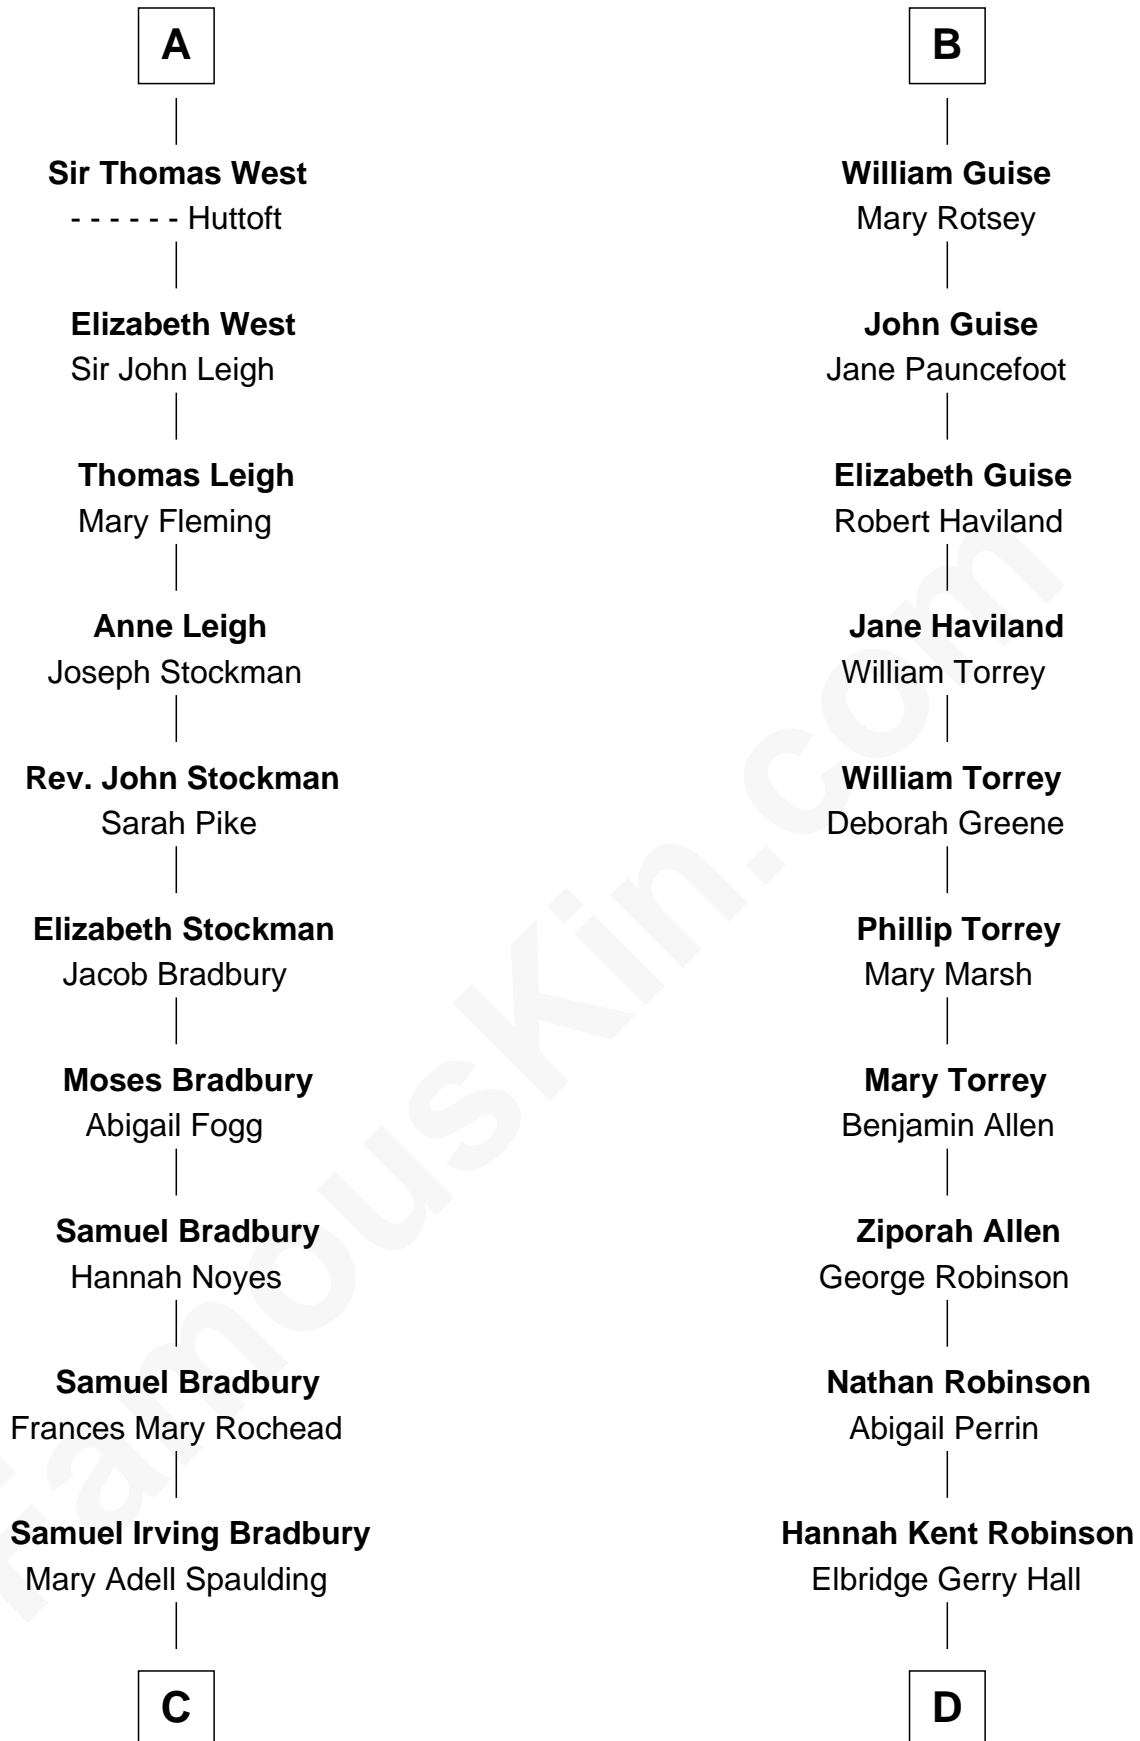 A
Sir Thomas West
- - - - - - Huttoft
Elizabeth West
Sir John Leigh
Thomas Leigh
Mary Fleming
Anne Leigh
Joseph Stockman
Rev. John Stockman
Sarah Pike
Elizabeth Stockman
Jacob Bradbury
Moses Bradbury
Abigail Fogg
Samuel Bradbury
Hannah Noyes
Samuel Bradbury
Frances Mary Rochead
Samuel Irving Bradbury
Mary Adell Spaulding
C
B
William Guise
Mary Rotsey
John Guise
Jane Pauncefoot
Elizabeth Guise
Robert Haviland
Jane Haviland
William Torrey
William Torrey
Deborah Greene
Phillip Torrey
Mary Marsh
Mary Torrey
Benjamin Allen
Ziporah Allen
George Robinson
Nathan Robinson
Abigail Perrin
Hannah Kent Robinson
Elbridge Gerry Hall
D
FamousKin.com